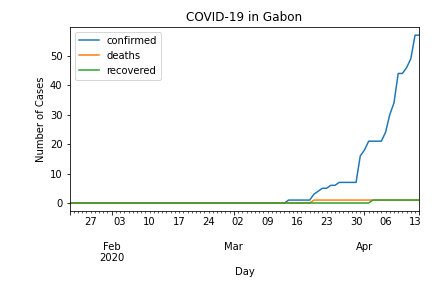 COVID-19 in Gabon
confirmed
deaths
recovered
Number of Cases
50
40
30
20
10
0
27 03 10 17 24 02 09 16 23 30 06 13
Feb Mar Apr
2020
Day